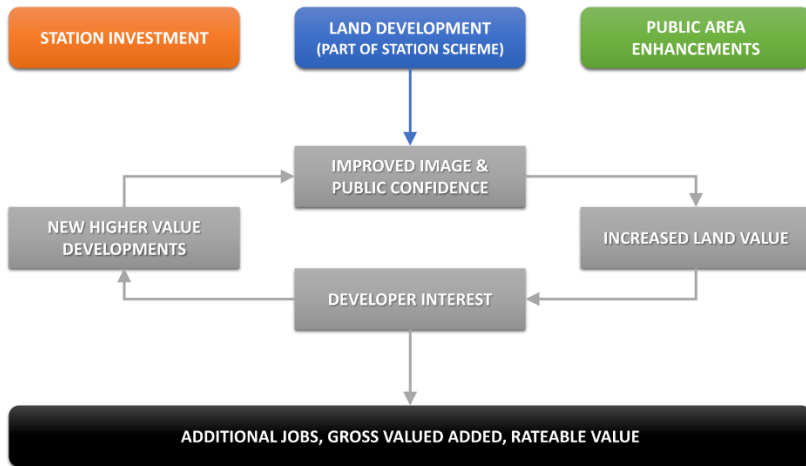 STATION INVESTMENT
LAND DEVELOPMENT
(PART OF STATION SCHEME)
PUBLIC AREA
ENHANCEMENTS
IMPROVED IMAGE &
PUBLIC CONFIDENCE
NEW HIGHER VALUE
DEVELOPMENTS
INCREASED LAND VALUE
DEVELOPER INTEREST
ADDITIONAL JOBS, GROSS VALUED ADDED, RATEABLE VALUE